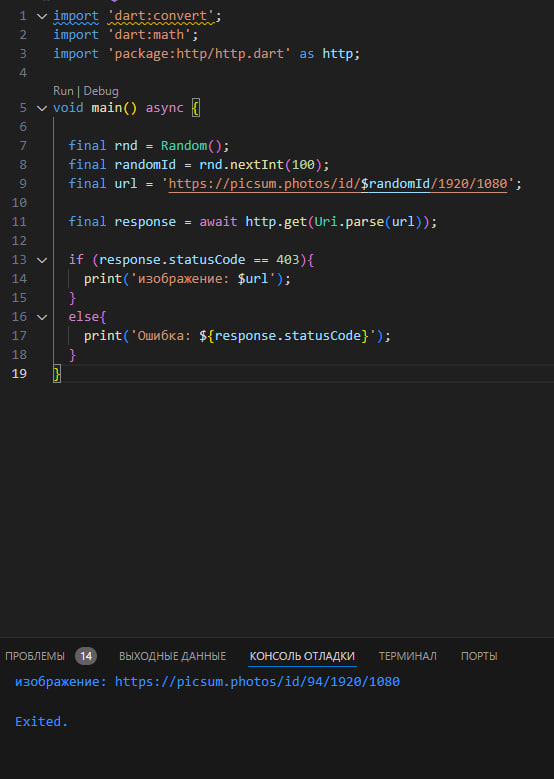 1 import 'dart:convert';
2 import 'dart:math';
3 import 'package:http/http.dart' as http;
4
Run | Debug
5 void main() async {
6
7 final rnd = Random();
8 final randomId = rnd.nextInt(100);
9 final url = 'https://picsum.photos/id/$randomId/1920/1080';
10
11 final response = await http.get(Uri.parse(url));
12
13 if (response.statusCode == 403){
14 print('изображение: $url');
15 }
16 else{
17 print('Ошибка: ${response.statusCode}');
18 }
19 }
ПРОБЛЕМЫ 14 ВЫХОДНЫЕ ДАННЫЕ КОНСОЛЬ ОТЛАДКИ ТЕРМИНАЛ ПОРТЫ
изображение: https://picsum.photos/id/94/1920/1080
Exited.